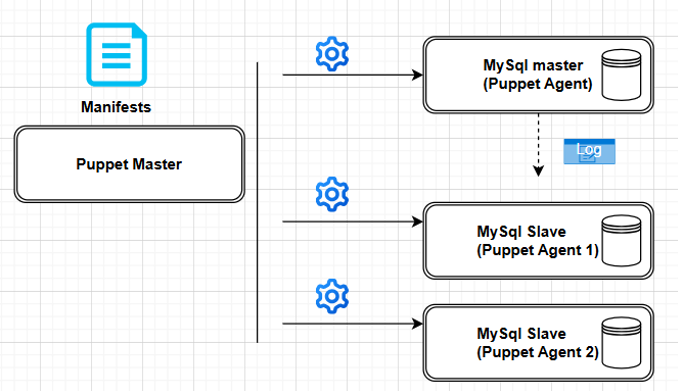 Manifests
Puppet Master
MySql master
(Puppet Agent)
Log
MySql Slave
(Puppet Agent 1)
MySql Slave
(Puppet Agent 2)